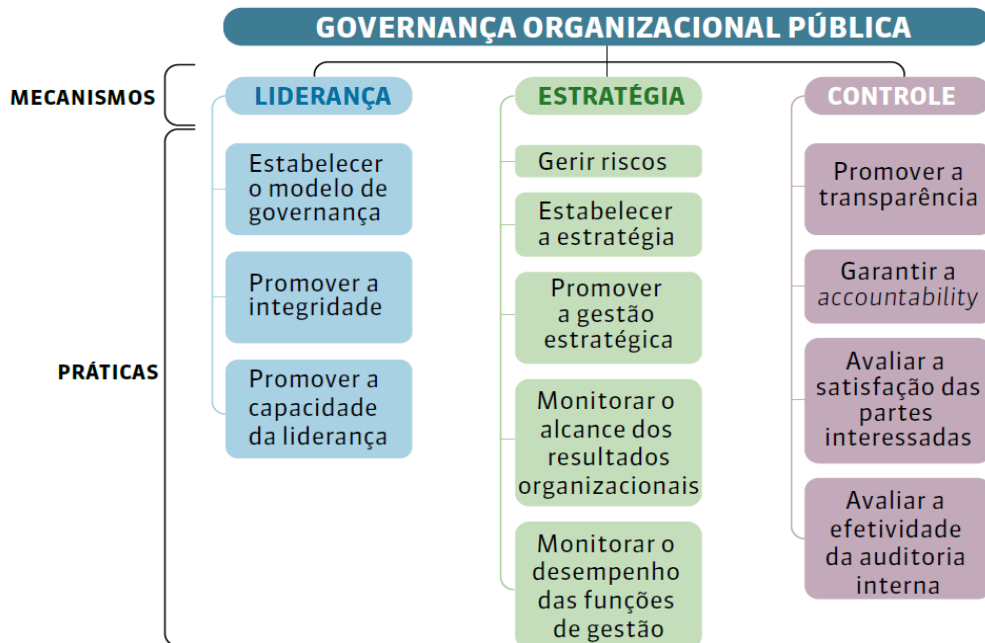 GOVERNANÇA ORGANIZACIONAL PÚBLICA
MECANISMOS
LIDERANÇA
ESTRATÉGIA
CONTROLE
PRÁTICAS
Estabelecer
o modelo de
governança
Promover a
integridade
Promover a
capacidade
da liderança
Gerir riscos
Estabelecer
a estratégia
Promover
a gestão
estratégica
Monitorar o
alcance dos
resultados
organizacionais
Monitorar o
desempenho
das funções
de gestão
Promover a
transparência
Garantir a
accountability
Avaliar a
satisfação das
partes
interessadas
Avaliar a
efetividade
da auditoria
interna